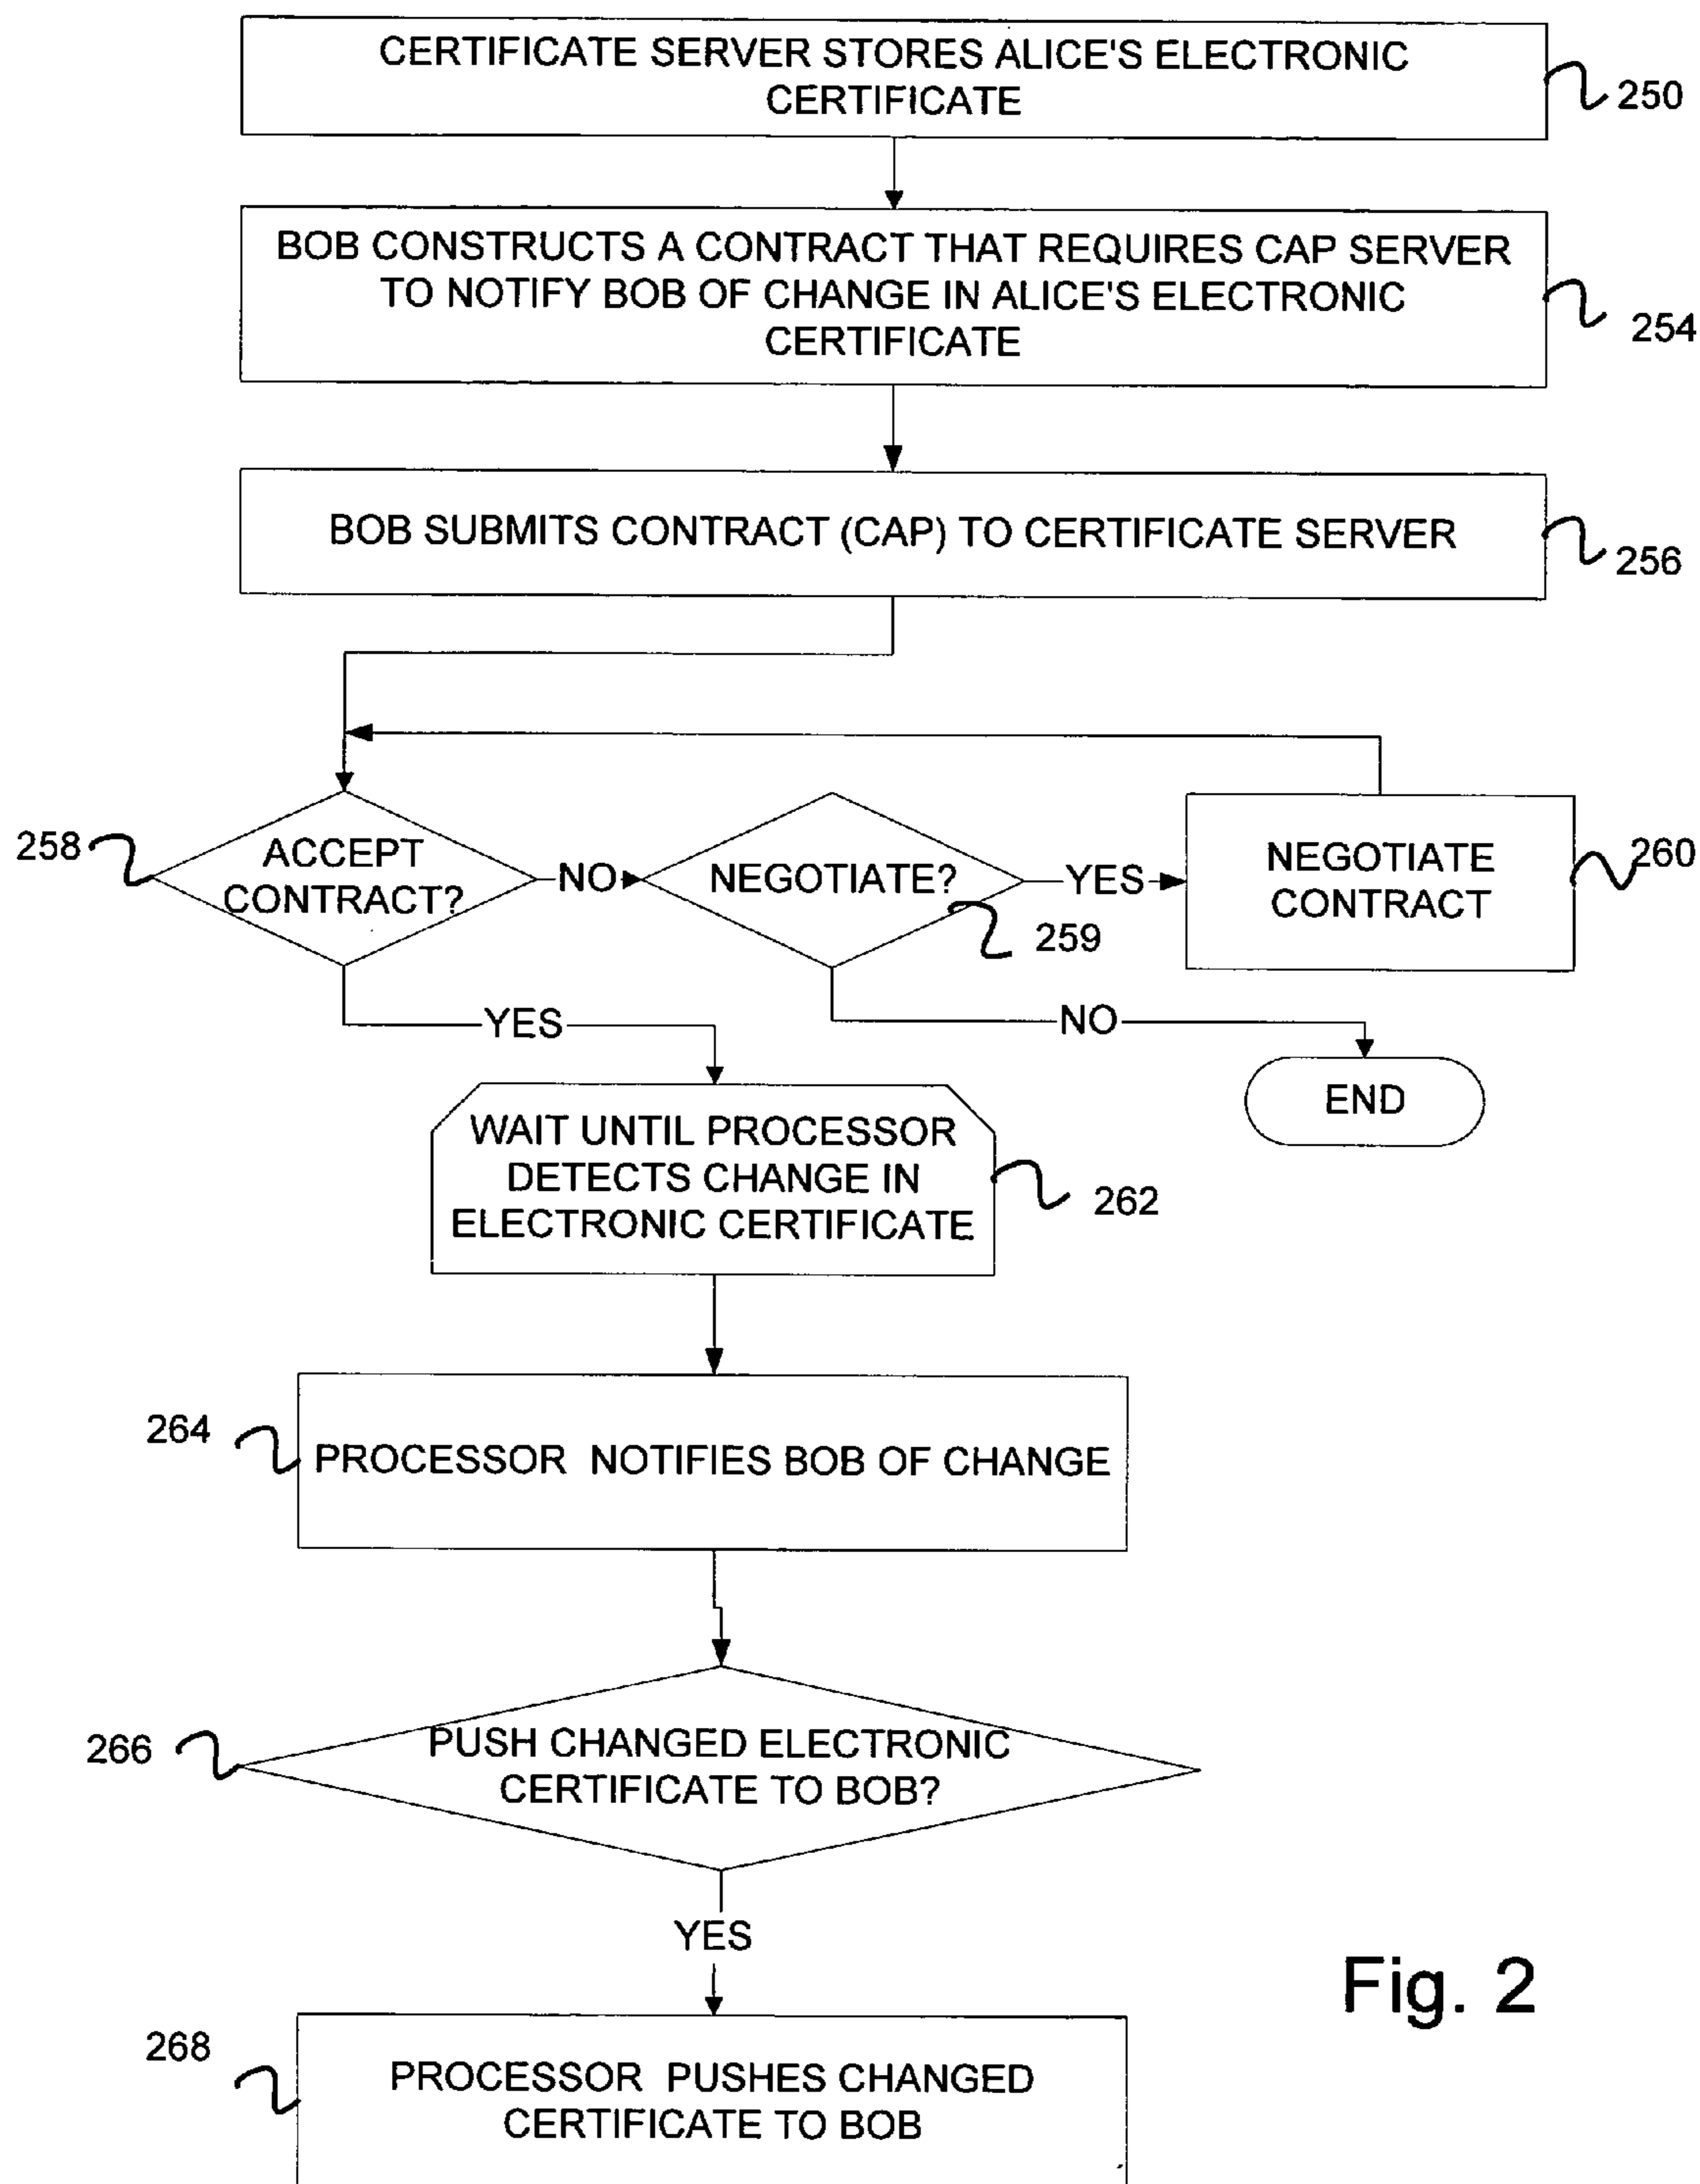 CERTIFICATE SERVER STORES ALICE'S ELECTRONIC
CERTIFICATE
250
BOB CONSTRUCTS A CONTRACT THAT REQUIRES CAP SERVER
TO NOTIFY BOB OF CHANGE IN ALICE'S ELECTRONIC
CERTIFICATE
254
BOB SUBMITS CONTRACT (CAP) TO CERTIFICATE SERVER
256
258
ACCEPT
CONTRACT?
NO
NEGOTIATE?
259
YES
NEGOTIATE
CONTRACT
260
YES
NO
END
WAIT UNTIL PROCESSOR
DETECTS CHANGE IN
ELECTRONIC CERTIFICATE
262
264
PROCESSOR NOTIFIES BOB OF CHANGE
266
PUSH CHANGED ELECTRONIC
CERTIFICATE TO BOB?
YES
Fig. 2
268
PROCESSOR PUSHES CHANGED
CERTIFICATE TO BOB